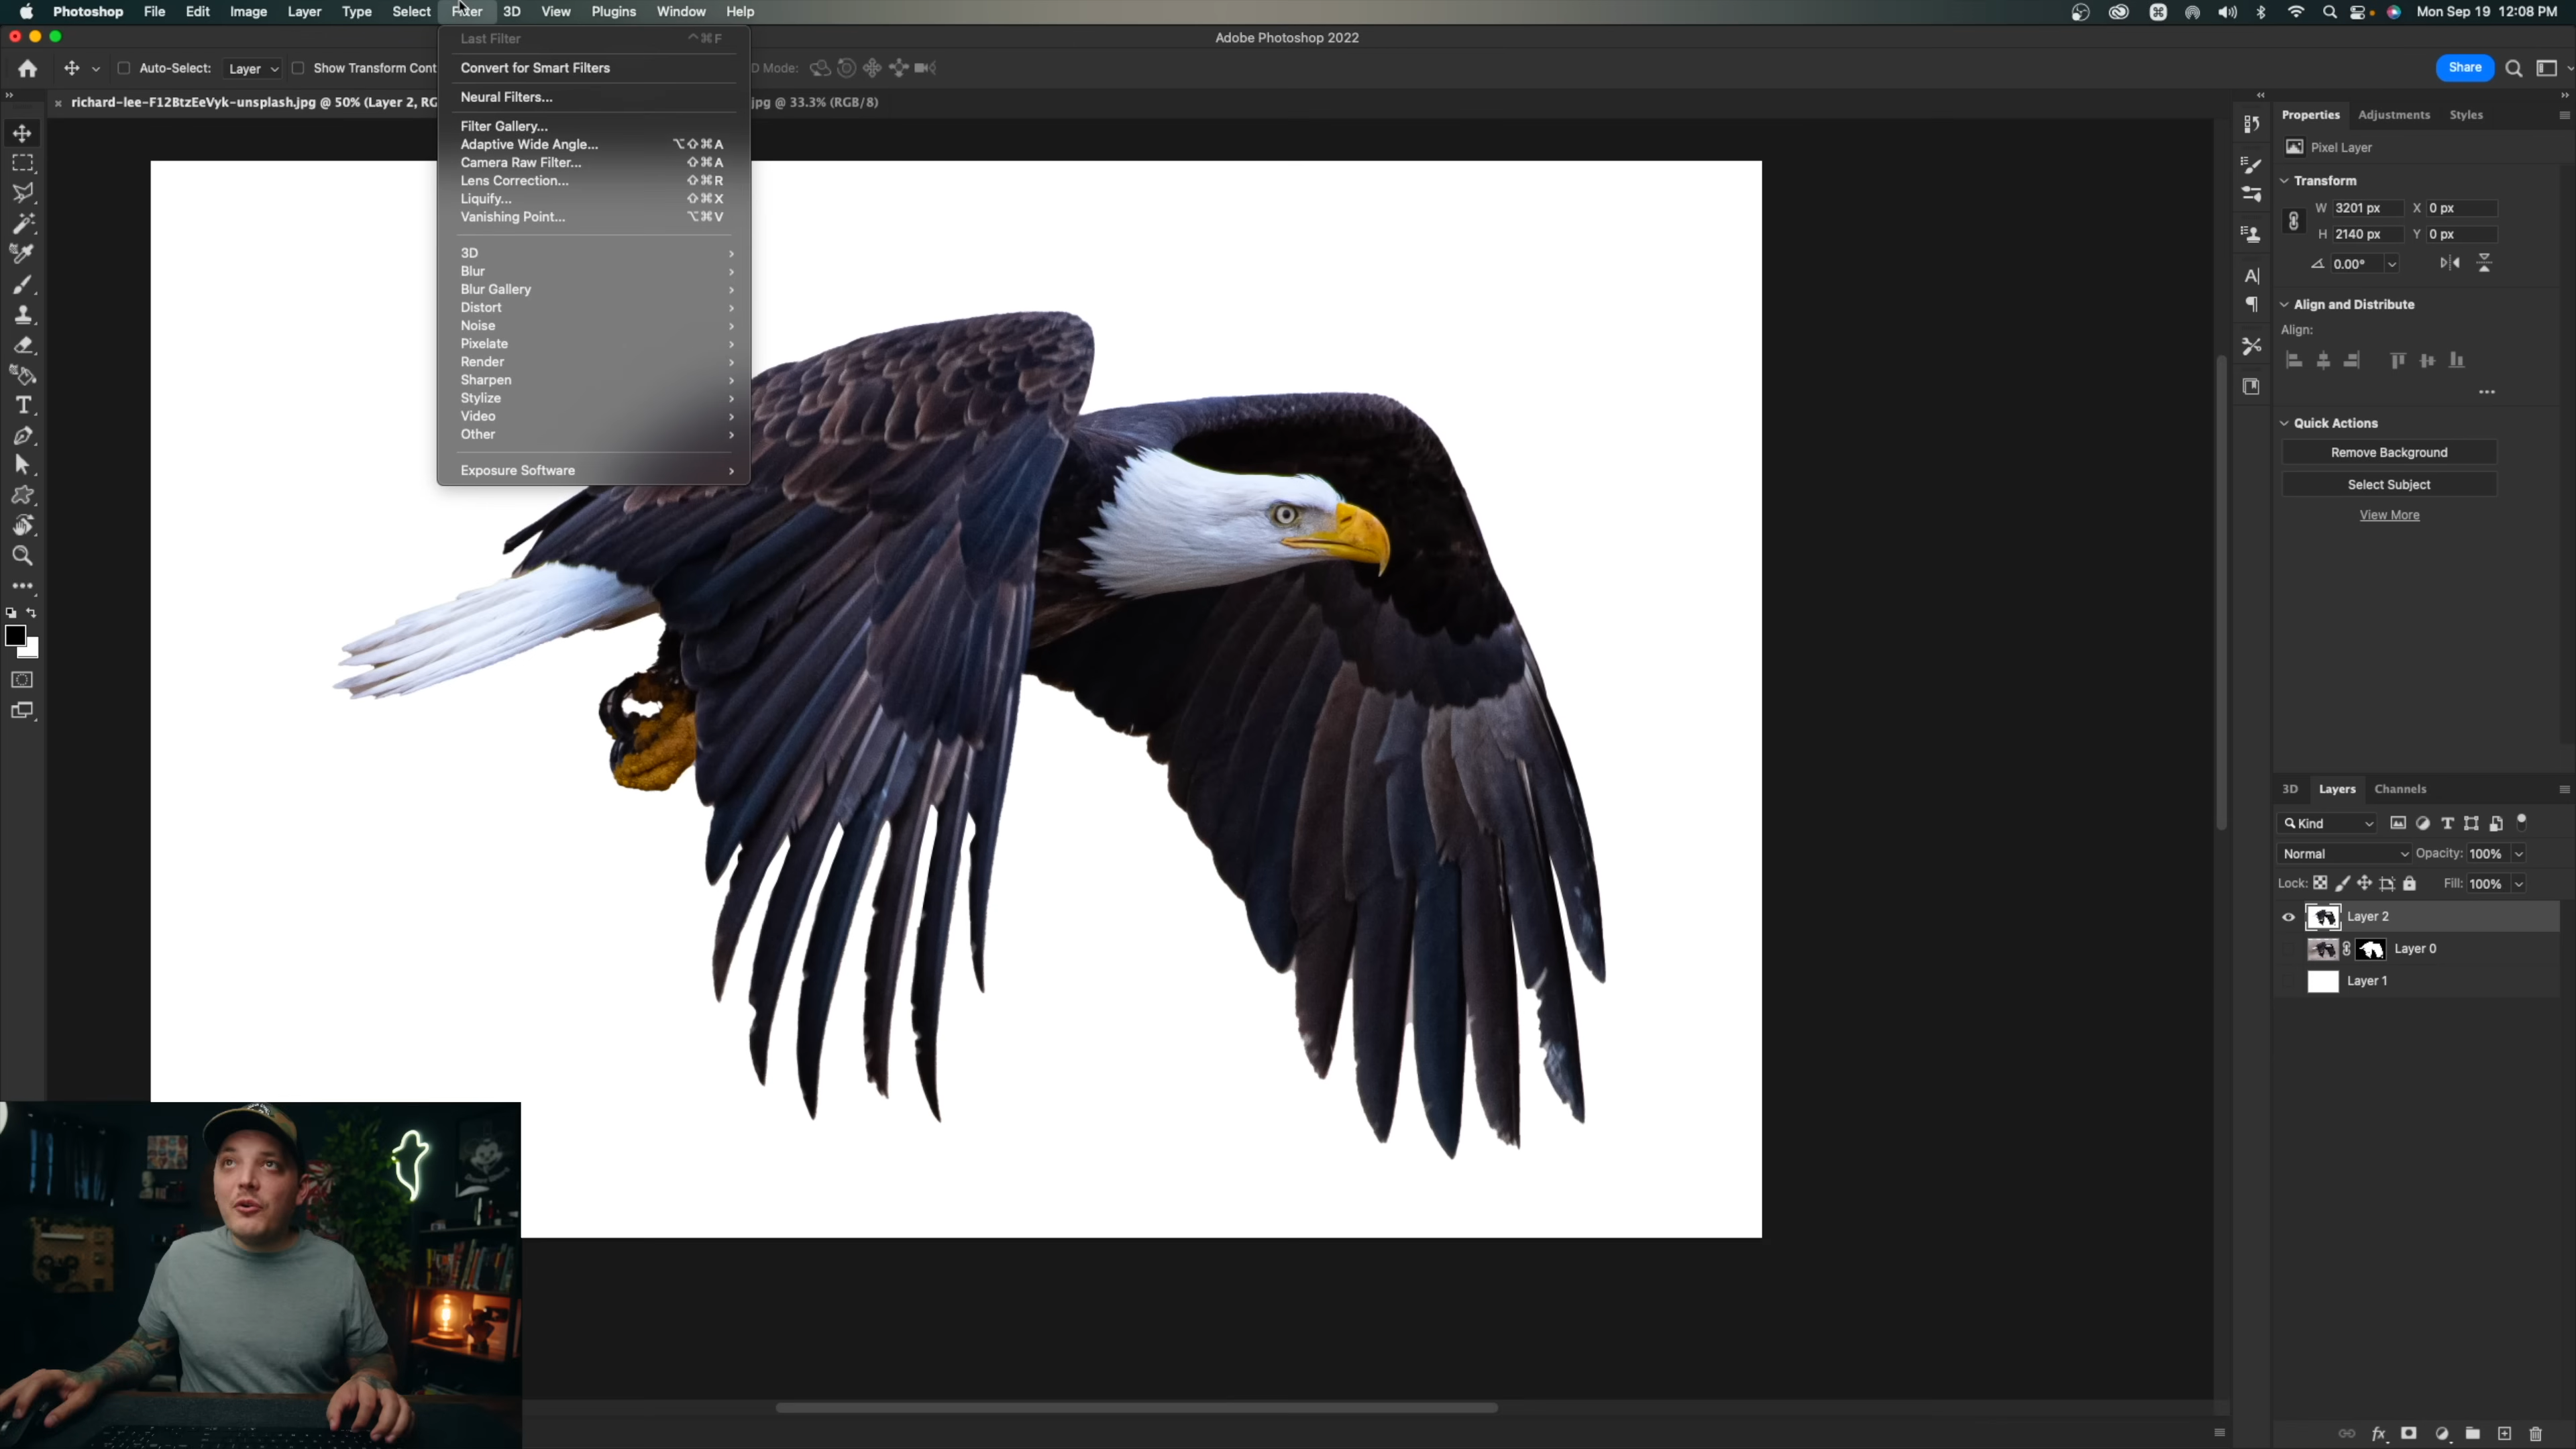 Photoshop File Edit Image Layer Type Select Filter 3D View Plugins Window Help Mon Sep 19 12:08 PM
Adobe Photoshop 2022
Auto-Select: Layer Show Transform Cont D Mode: Share
× richard-lee-F12BtzEeVyk-unsplash.jpg @ 50% (Layer 2, RG jpg @ 33.3% (RGB/8)
Last Filter ^⌘F
Convert for Smart Filters
Neural Filters...
Filter Gallery...
Adaptive Wide Angle... ⌥⇧⌘A
Camera Raw Filter... ⇧⌘A
Lens Correction... ⇧⌘R
Liquify... ⇧⌘X
Vanishing Point... ⌥⌘V
3D
Blur
Blur Gallery
Distort
Noise
Pixelate
Render
Sharpen
Stylize
Video
Other
Exposure Software
Properties Adjustments Styles
Pixel Layer
Transform
W 3201 px X 0 px
H 2140 px Y 0 px
0.00°
Align and Distribute
Align:
Quick Actions
Remove Background
Select Subject
View More
3D Layers Channels
Kind
Normal Opacity: 100%
Lock: Fill: 100%
Layer 2
Layer 0
Layer 1